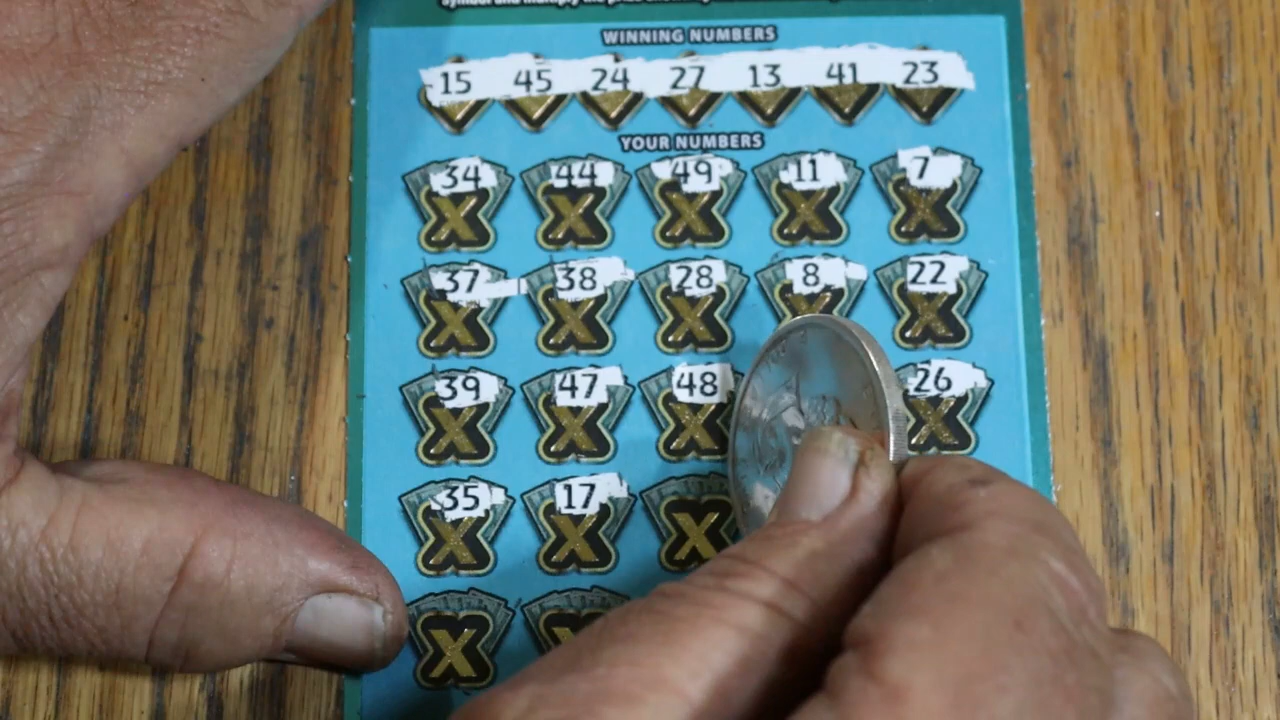 WINNING NUMBERS
15 45 24 27 13 41 23
YOUR NUMBERS
34 44 49 11 7
X X X X X
37 38 28 8 22
X X X X X
39 47 48 26
X X X X
35 17
X X X
X X